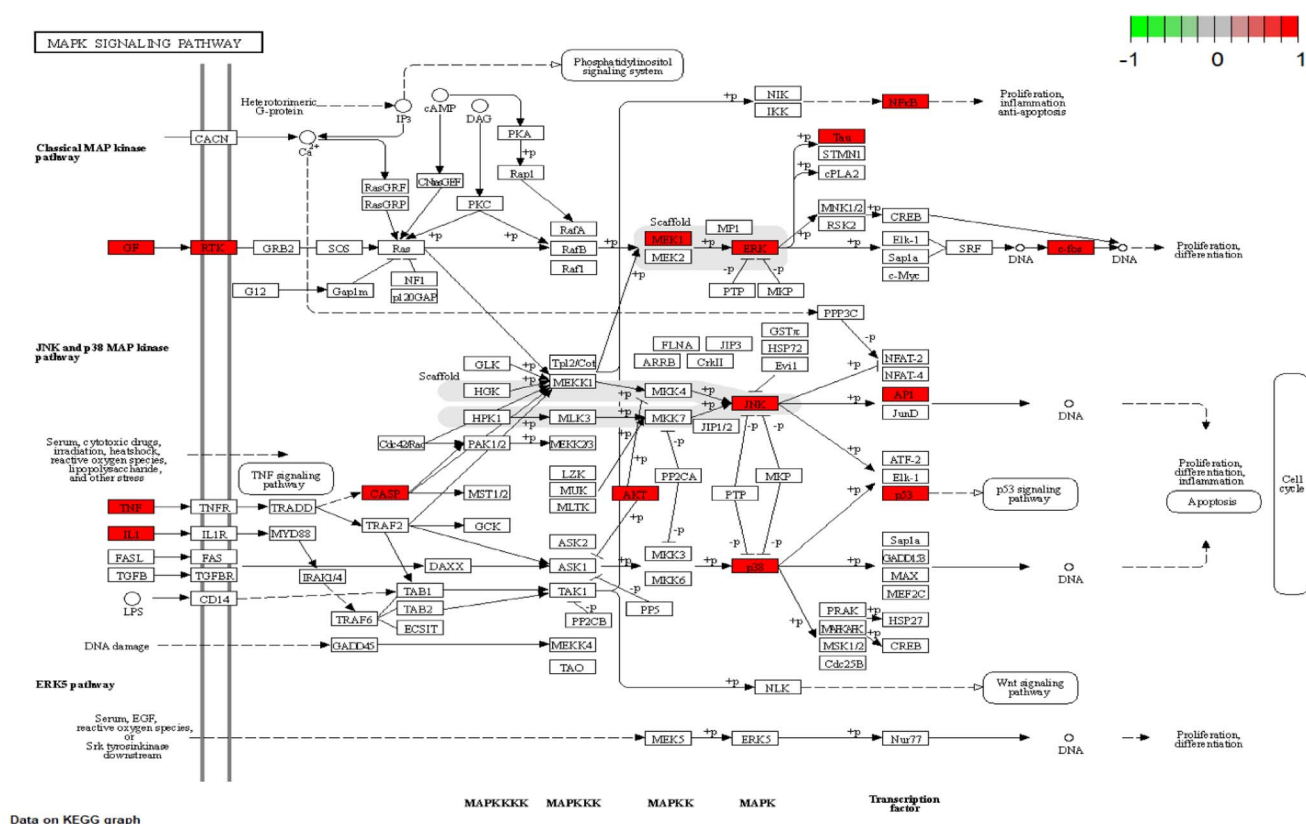 MAPK SIGNALING PATHWAY
-1 0 1
Phosphatidylinositol
signaling system
Heterotorimeric
G-protein
IP3
cAMP
DAG
NIK
IKK
NFκB
Proliferation,
inflammation
anti-apoptosis
+p
CACN
Ca2+
PKA
+p
Rap1
Tau
STMN1
cPLA2
Classical MAP kinase
pathway
RasGRF
RasGRP
CNasGEF
PKC
RafA
RafB
Raf1
Scaffold
MP1
MNK1/2
RSK2
CREB
GF
RTK
GRB2
SOS
Ras
MEK1
MEK2
ERK
Elk-1
Sap1a
c-Myc
SRF
DNA
c-fos
DNA
Proliferation,
differentiation
G12
Gap1m
NF1
p120GAP
PTP
MKP
-p
-p
PPP3C
-p
JNK and p38 MAP kinase
pathway
FLNA
JIP3
ARRB
CrkII
GSTπ
HSP72
Evi1
NFAT-2
NFAT-4
GLK
HGK
HPK1
Scaffold
Tpl2/Cot
MEKK1
MLK3
MEKK2/3
MKK4
MKK7
JNK
JIP1/2
AP1
JunD
DNA
Cdc42/Rac
PAK1/2
LZK
MUK
MLTK
AKT
PP2CA
PTP
MKP
ATF-2
Elk-1
p53
p53 signaling
pathway
Proliferation,
differentiation,
inflammation
Apoptosis
Cell
cycle
Serum, cytotoxic drugs,
irradiation, heatshock,
reactive oxygen species,
lipopolysaccharide,
and other stress
TNF signaling
pathway
CASP
MST1/2
TNF
TNFR
TRADD
TRAF2
GCK
IL1
IL1R
MYD88
ASK2
ASK1
MKK3
MKK6
p38
Sap1a
GADD153
MAX
MEF2C
DNA
FASL
FAS
DAXX
TGFB
TGFBR
IRAK1/4
LPS
CD14
TAB1
TAB2
ECSIT
TRAF6
TAK1
PP2CB
PP5
-p
-p
PRAK
MAPKAPK
MSK1/2
Cdc25B
HSP27
CREB
DNA damage
GADD45
MEKK4
TAO
ERK5 pathway
NLK
Wnt signaling
pathway
Serum, EGF,
reactive oxygen species,
or
Srk tyrosinkinase
downstream
MEK5
+p
ERK5
+p
Nur77
DNA
Proliferation,
differentiation
MAPKKKK MAPKKK MAPKK MAPK Transcription
factor
Data on KEGG graph